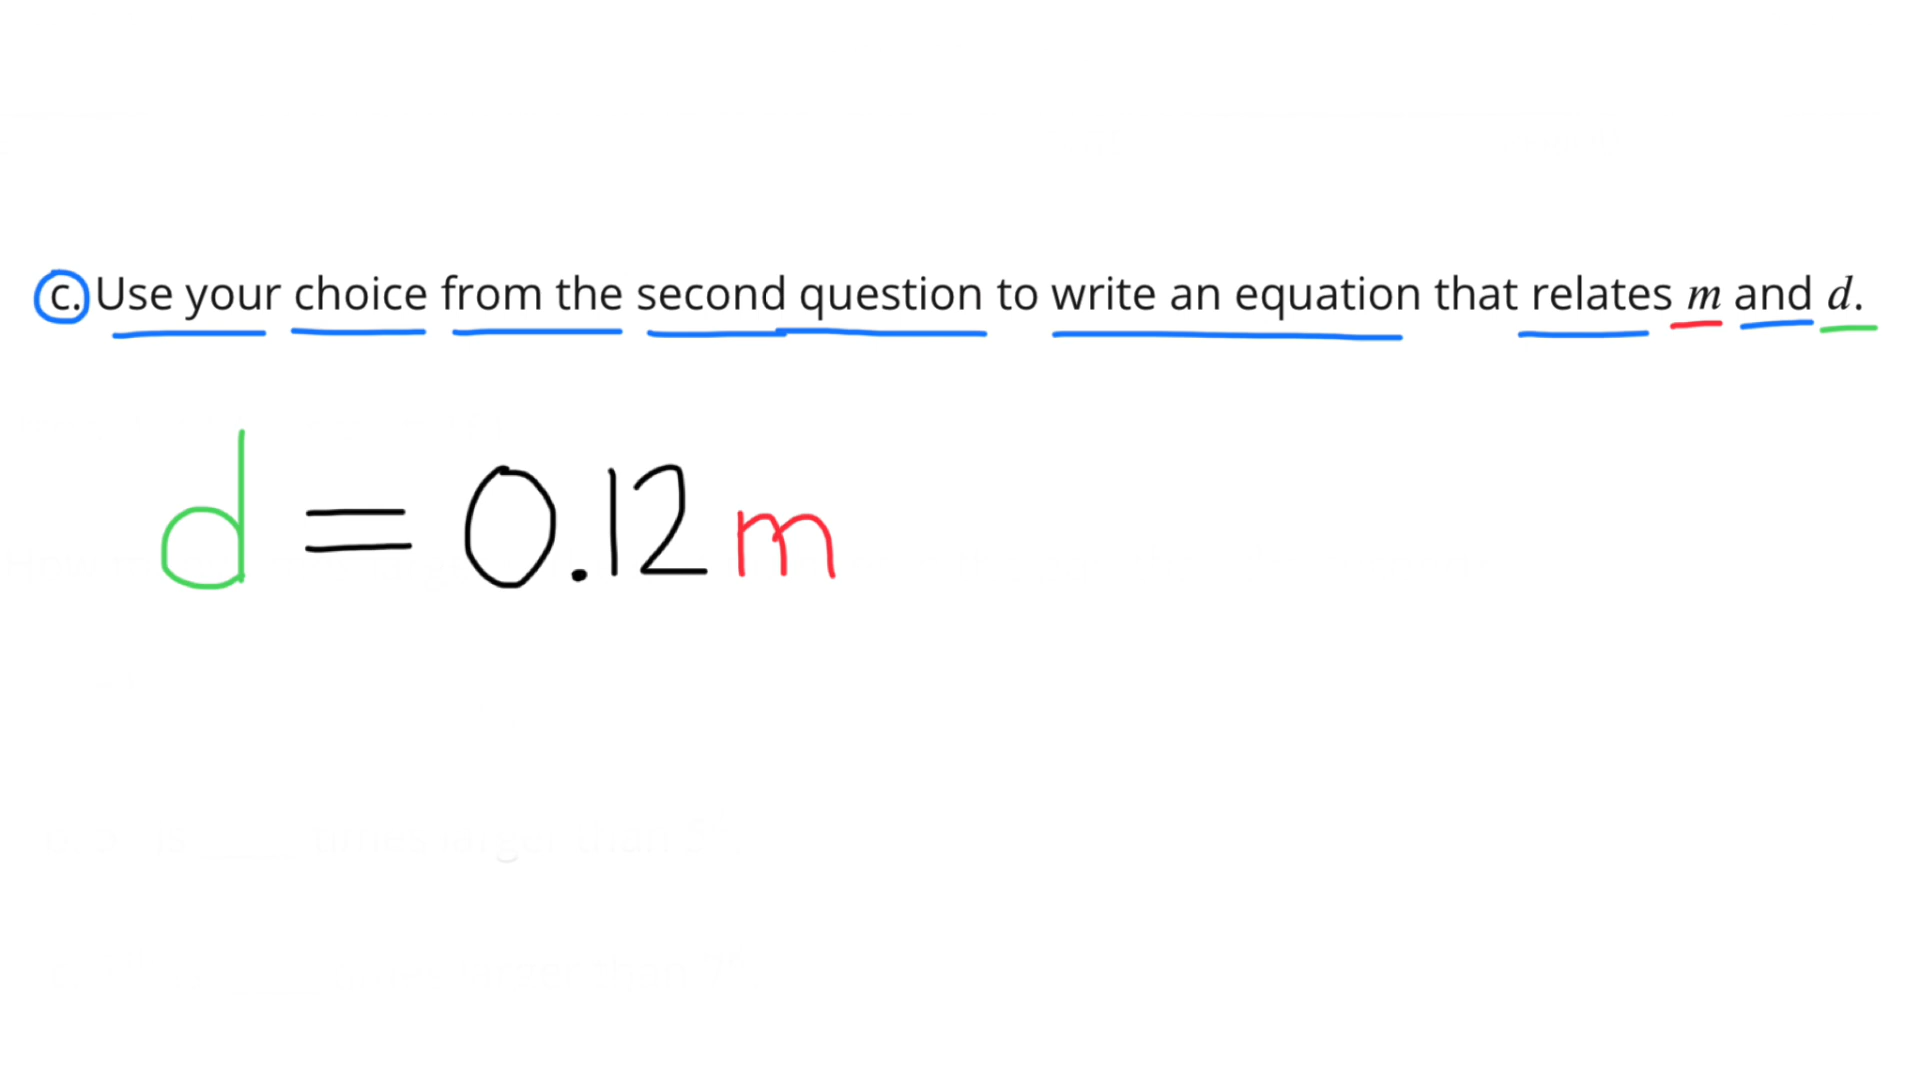 c. Use your choice from the second question to write an equation that relates m and d.
d = 0.12m